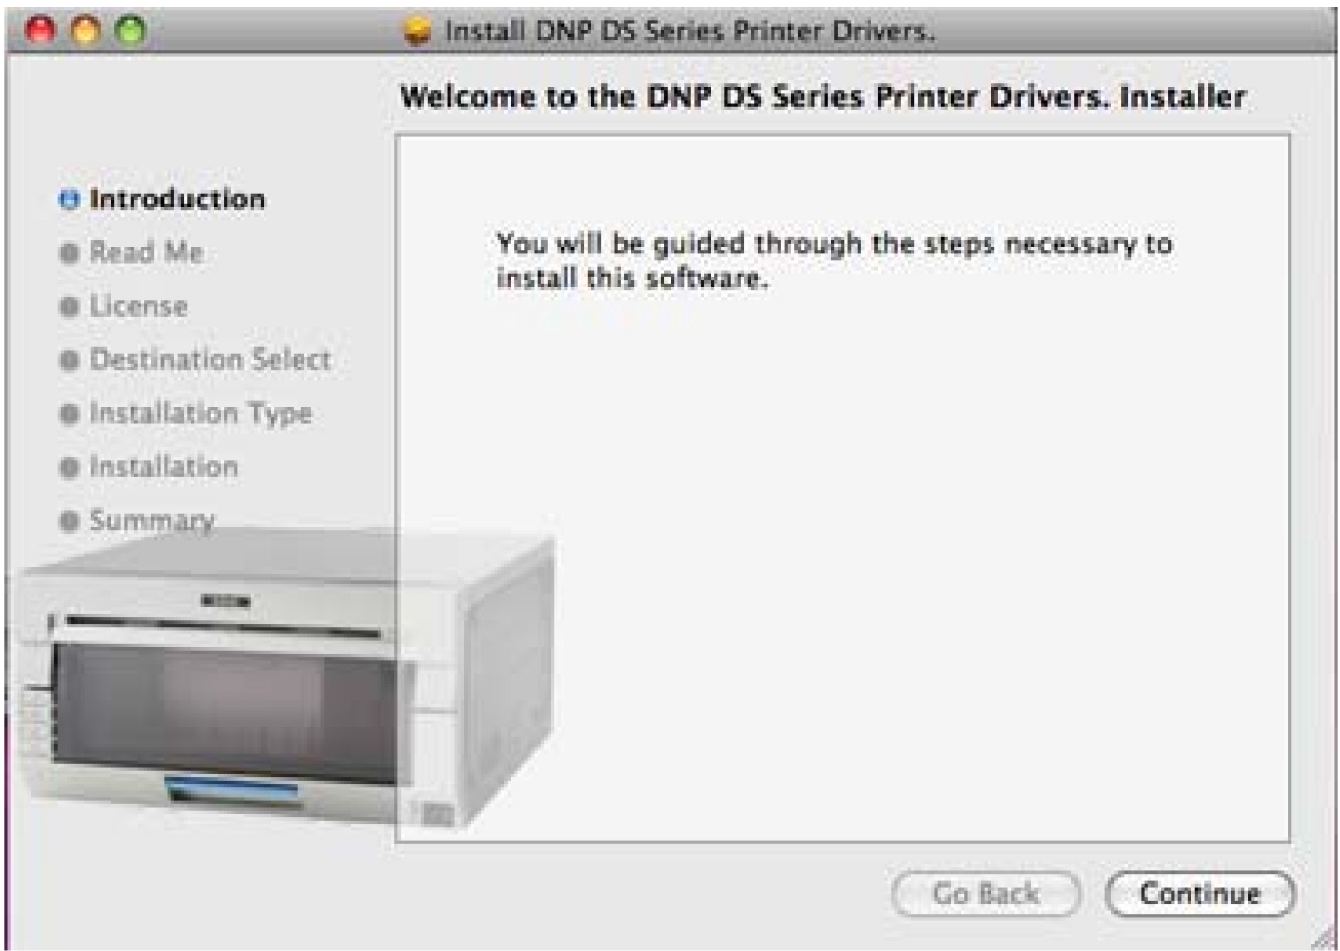 Install DNP DS Series Printer Drivers.
Welcome to the DNP DS Series Printer Drivers. Installer
Introduction
Read Me
License
Destination Select
Installation Type
Installation
Summary
You will be guided through the steps necessary to
install this software.
Go Back
Continue